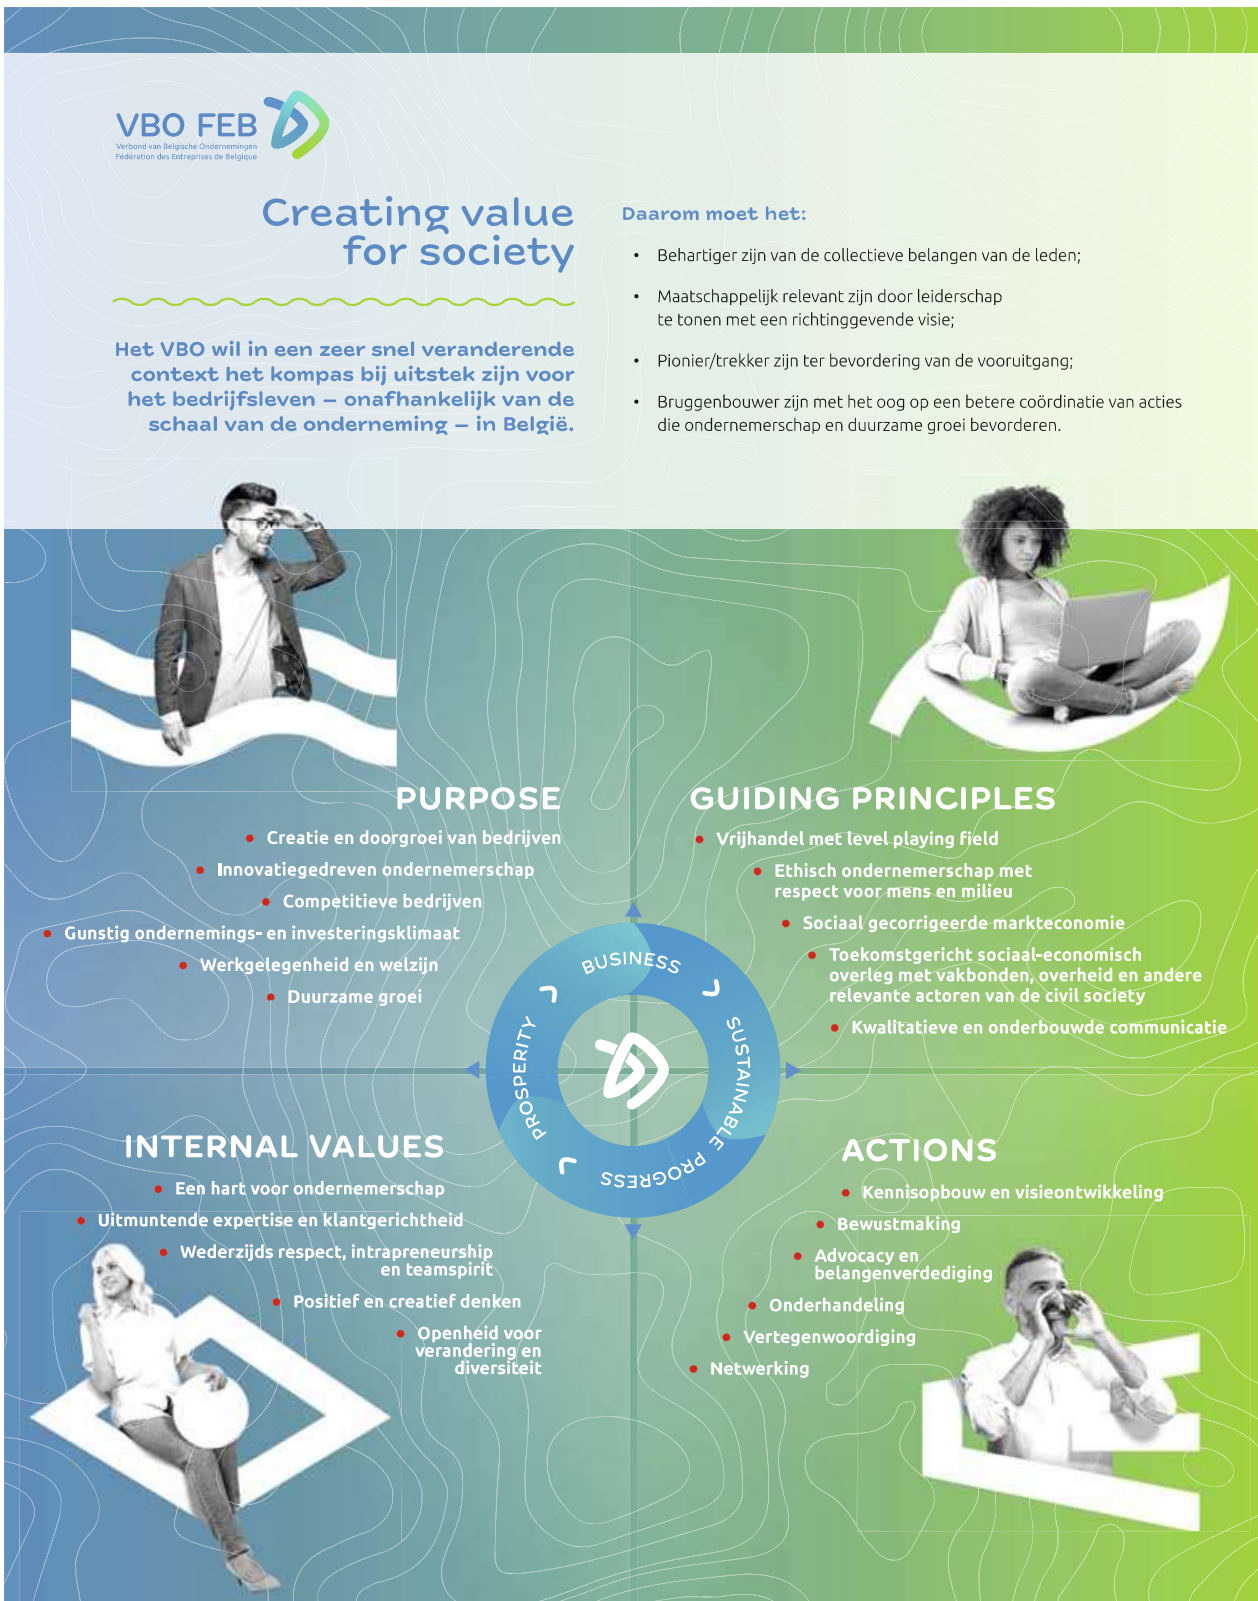 VBO FEB
Verbond van Belgische Ondernemingen
Fédération des Entreprises de Belgique
Creating value
for society
Het VBO wil in een zeer snel veranderende
context het kompas bij uitstek zijn voor
het bedrijfsleven – onafhankelijk van de
schaal van de onderneming – in België.
Daarom moet het:
• Behartiger zijn van de collectieve belangen van de leden;
• Maatschappelijk relevant zijn door leiderschap
te tonen met een richtinggevende visie;
• Pionier/trekker zijn ter bevordering van de vooruitgang;
• Bruggenbouwer zijn met het oog op een betere coördinatie van acties
die ondernemerschap en duurzame groei bevorderen.
PURPOSE
• Creatie en doorgroei van bedrijven
• Innovatiegedreven ondernemerschap
• Competitieve bedrijven
• Gunstig ondernemings- en investeringsklimaat
• Werkgelegenheid en welzijn
• Duurzame groei
GUIDING PRINCIPLES
• Vrijhandel met level playing field
• Ethisch ondernemerschap met
respect voor mens en milieu
• Sociaal gecorrigeerde markteconomie
• Toekomstgericht sociaal-economisch
overleg met vakbonden, overheid en andere
relevante actoren van de civil society
• Kwalitatieve en onderbouwde communicatie
BUSINESS
SUSTAINABLE PROGRESS
PROSPERITY
INTERNAL VALUES
• Een hart voor ondernemerschap
• Uitmuntende expertise en klantgerichtheid
• Wederzijds respect, intrapreneurship
en teamspirit
• Positief en creatief denken
• Openheid voor
verandering en
diversiteit
ACTIONS
• Kennisopbouw en visieontwikkeling
• Bewustmaking
• Advocacy en
belangenverdediging
• Onderhandeling
• Vertegenwoordiging
• Netwerking